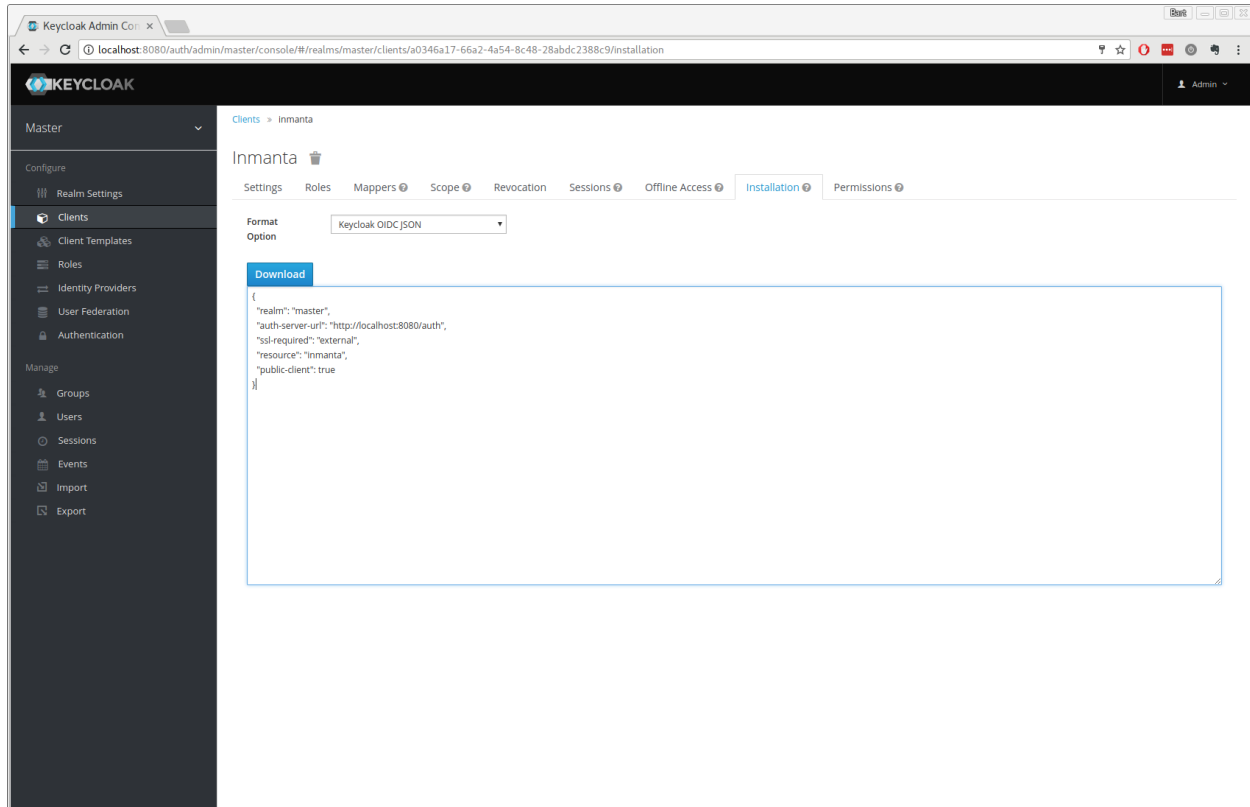 Bart
Keycloak Admin Con
localhost:8080/auth/admin/master/console/#/realms/master/clients/a0346a17-66a2-4a54-8c48-28abdc2388c9/installation
KEYCLOAK
Admin
Master
Configure
Realm Settings
Clients
Client Templates
Roles
Identity Providers
User Federation
Authentication
Manage
Groups
Users
Sessions
Events
Import
Export
Clients » inmanta
Inmanta
Settings Roles Mappers Scope Revocation Sessions Offline Access Installation Permissions
Format
Option
Keycloak OIDC JSON
Download
{
"realm": "master",
"auth-server-url": "http://localhost:8080/auth",
"ssl-required": "external",
"resource": "inmanta",
"public-client": true
}